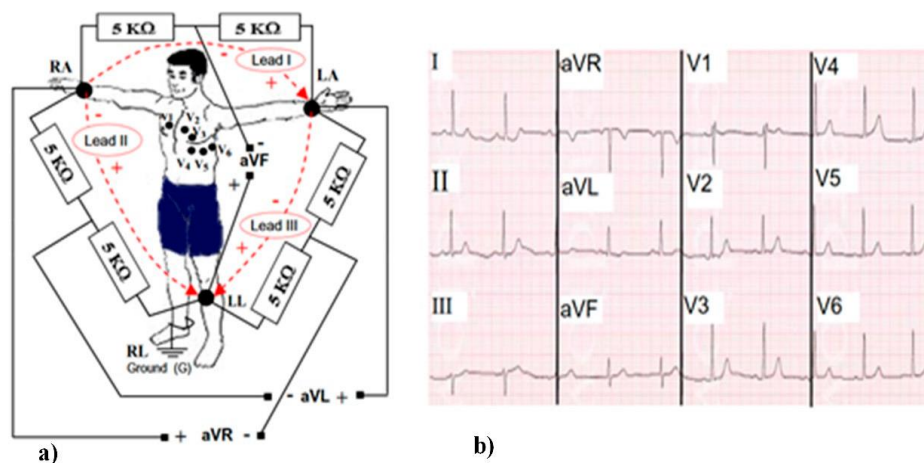 5 KΩ 5 KΩ
RA
Lead I
-
+
LA
-
Lead II
+
V1
V2
V3
V4 V5 V6
-
aVF
+
5 KΩ
5 KΩ
-
Lead III
+
5 KΩ
5 KΩ
LL
RL
Ground (G)
- aVL +
+ aVR -
a)
I aVR V1 V4
II aVL V2 V5
III aVF V3 V6
b)